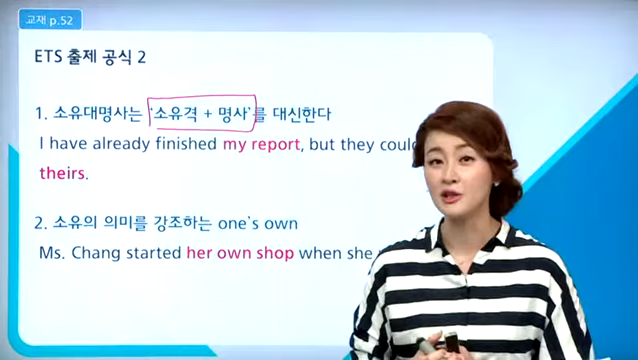 교재 p.52
ETS 출제 공식 2
1. 소유대명사는 '소유격 + 명사'를 대신한다
I have already finished my report, but they
theirs.
2. 소유의 의미를 강조하는 one's own
Ms. Chang started her own shop when she